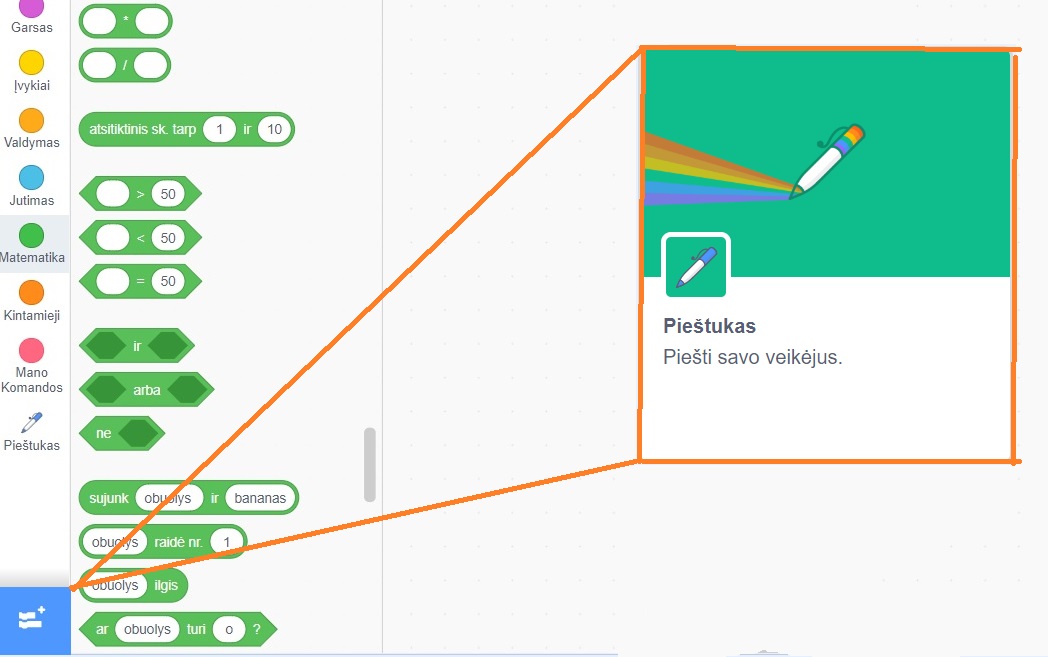 Garsas
Įvykiai
Valdymas
Jutimas
Matematika
Kintamieji
Mano
Komandos
Pieštukas
*
/
atsitiktinis sk. tarp 1 ir 10
> 50
< 50
= 50
ir
arba
ne
sujunk obuolys ir bananas
obuolys raidė nr. 1
obuolys ilgis
ar obuolys turi o ?
Pieštukas
Piešti savo veikėjus.